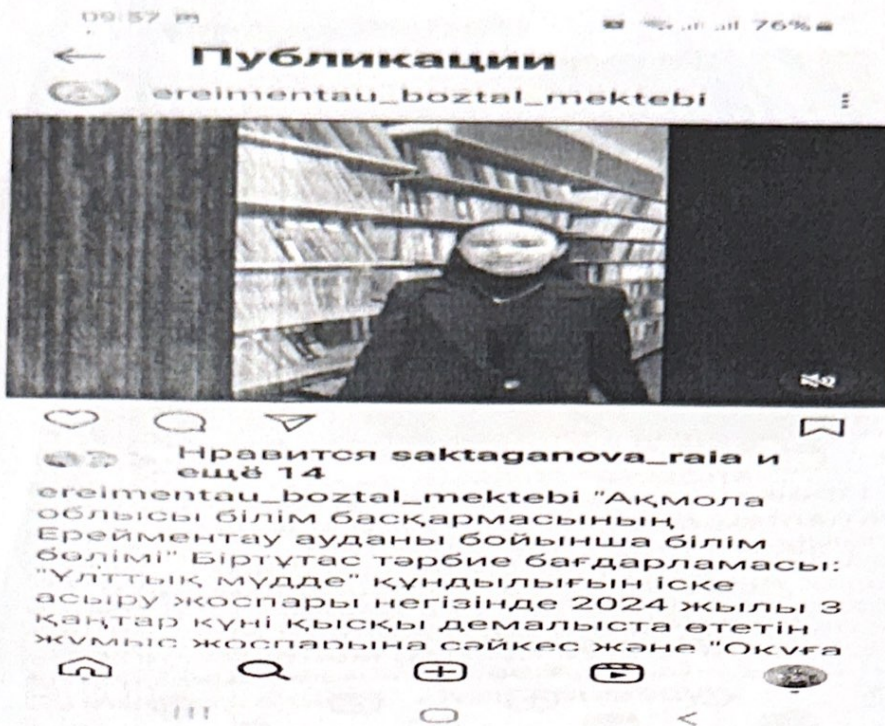 09:37
76%
Публикации
ereimentau_boztal_mektebi
Нравится saktaganova_raia и
ещё 14
ereimentau_boztal_mektebi "Ақмола
облысы білім басқармасының
Ерейментау ауданы бойынша білім
бөлімі" Біртұтас тәрбие бағдарламасы:
"Ұлттық мүдде" құндылығын іске
асыру жоспары негізінде 2024 жылы 3
қаңтар күні қысқы демалыста өтетін
жұмыс жоспарына сәйкес және "Оқуға